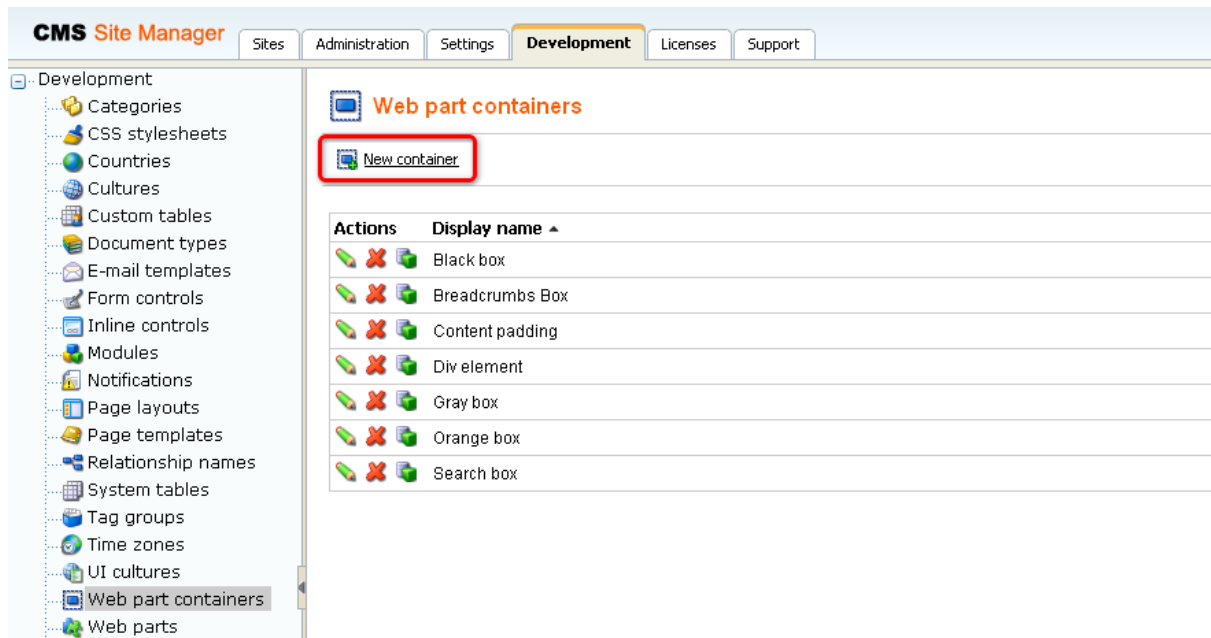 CMS Site Manager
Sites
Administration
Settings
Development
Licenses
Support
Development
Categories
CSS stylesheets
Countries
Cultures
Custom tables
Document types
E-mail templates
Form controls
Inline controls
Modules
Notifications
Page layouts
Page templates
Relationship names
System tables
Tag groups
Time zones
UI cultures
Web part containers
Web parts
Web part containers
New container
Actions Display name
Black box
Breadcrumbs Box
Content padding
Div element
Gray box
Orange box
Search box